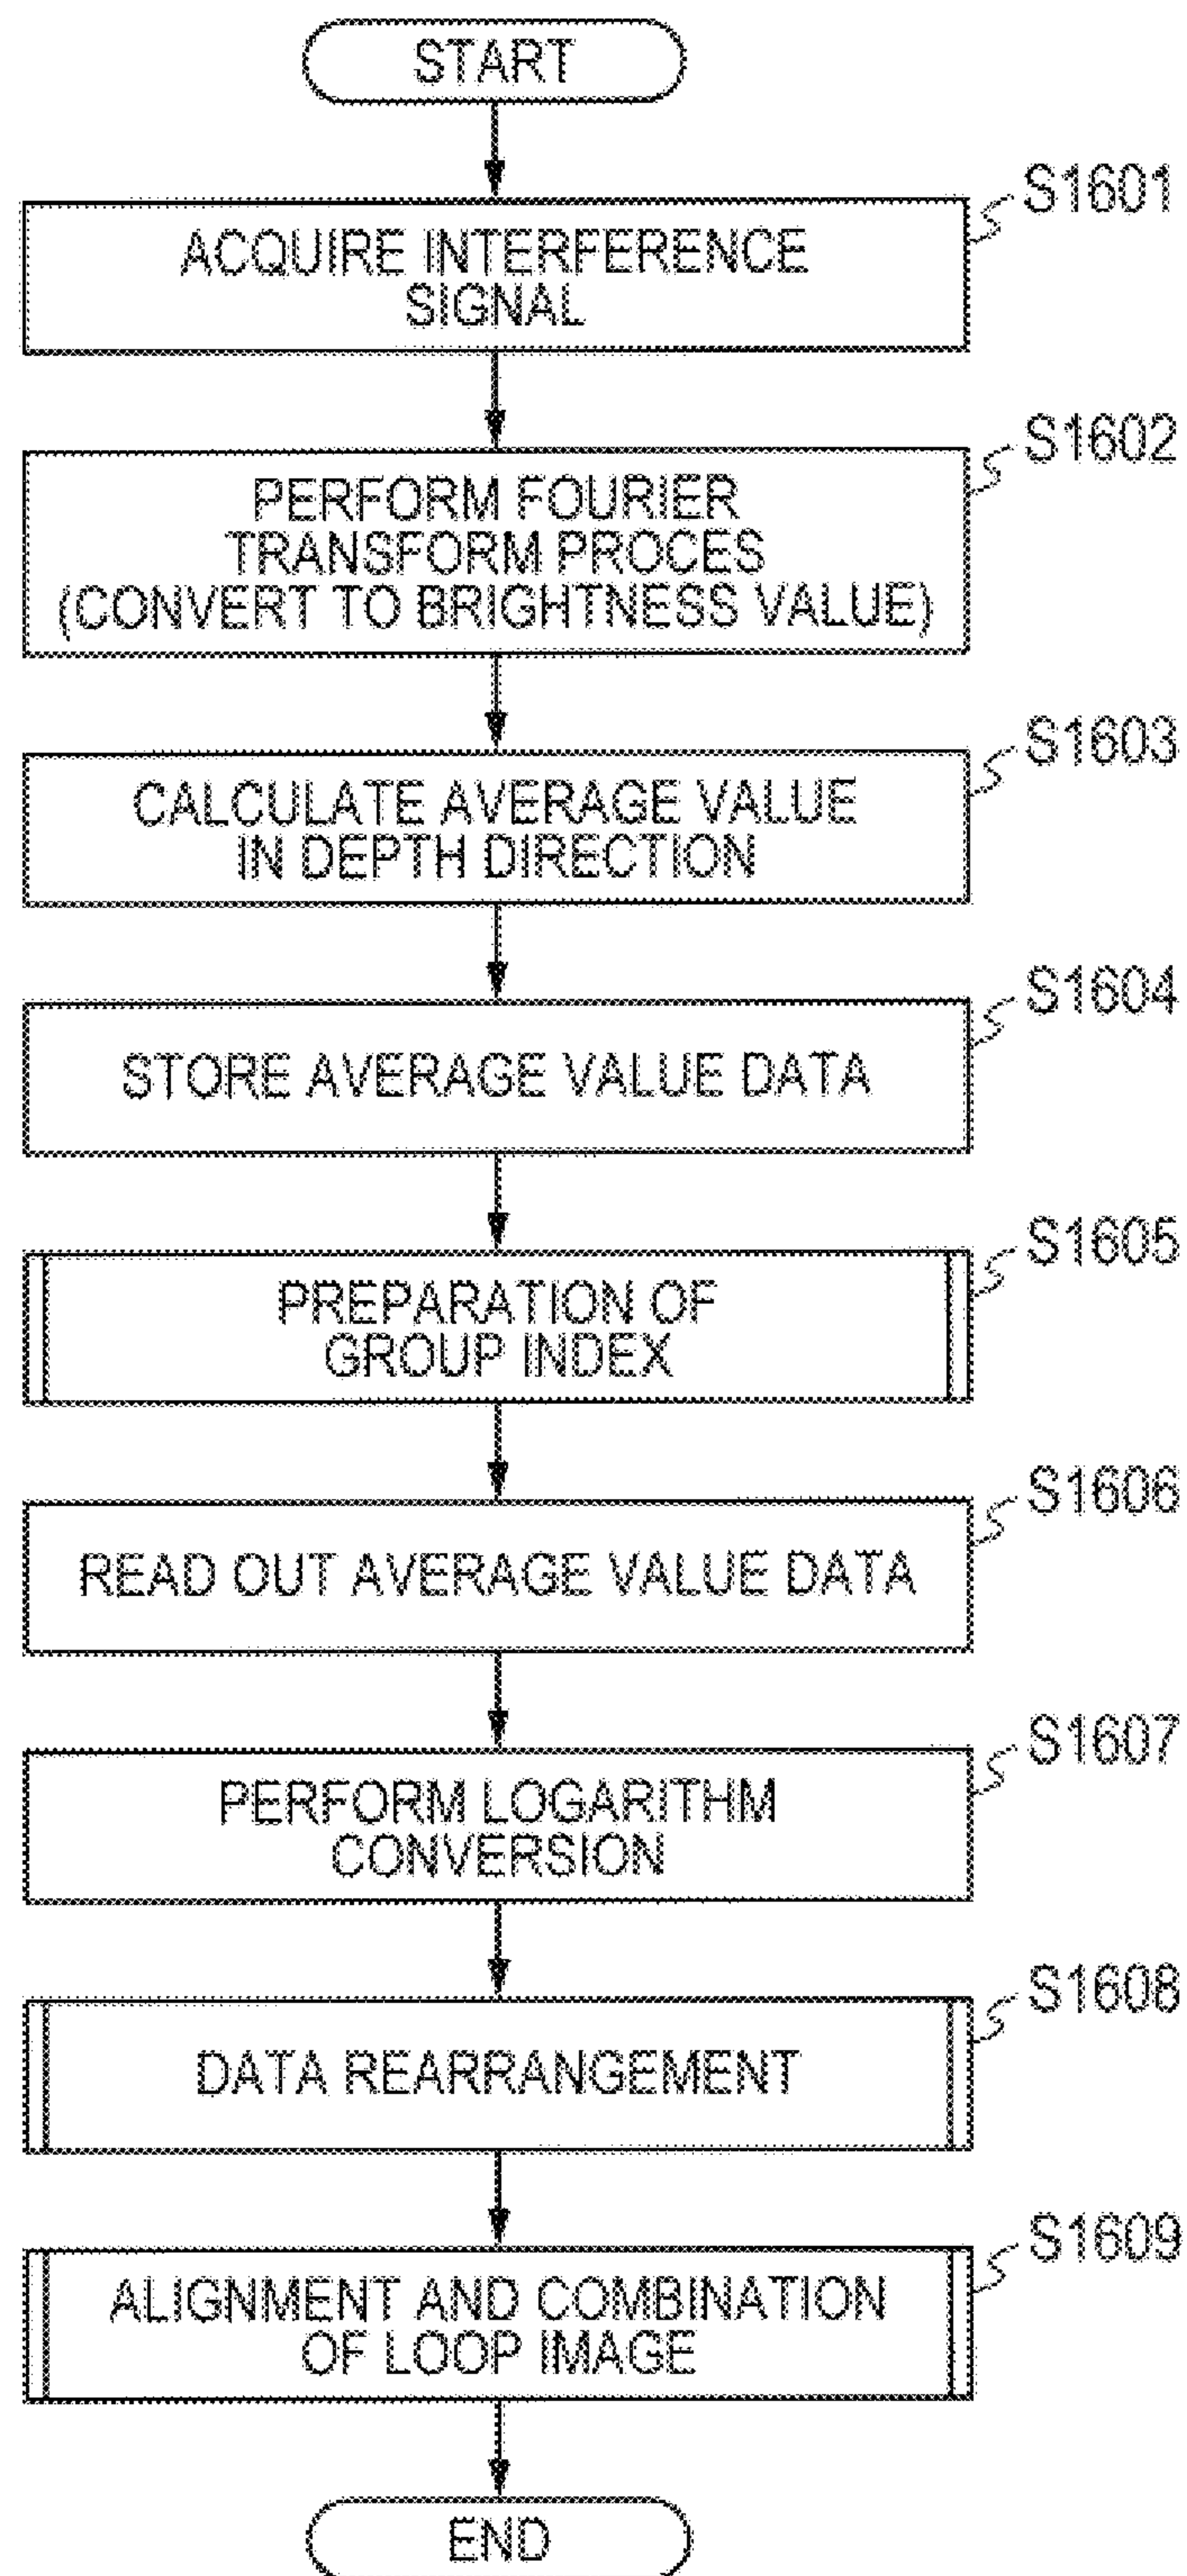 START
S1601
ACQUIRE INTERFERENCE
SIGNAL
S1602
PERFORM FOURIER
TRANSFORM PROCES
(CONVERT TO BRIGHTNESS VALUE)
S1603
CALCULATE AVERAGE VALUE
IN DEPTH DIRECTION
S1604
STORE AVERAGE VALUE DATA
S1605
PREPARATION OF
GROUP INDEX
S1606
READ OUT AVERAGE VALUE DATA
S1607
PERFORM LOGARITHM
CONVERSION
S1608
DATA REARRANGEMENT
S1609
ALIGNMENT AND COMBINATION
OF LOOP IMAGE
END